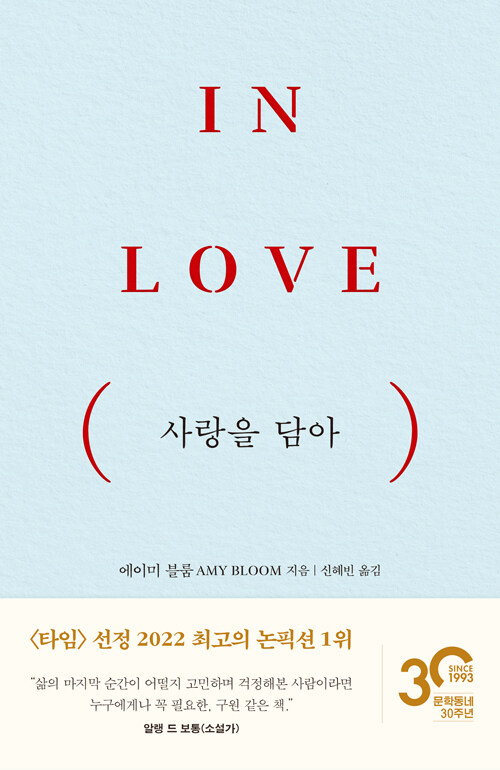 IN
LOVE
(사랑을 담아)
에이미 블룸 AMY BLOOM 지음 | 신혜빈 옮김
〈타임〉 선정 2022 최고의 논픽션 1위
"삶의 마지막 순간이 어떨지 고민하며 걱정해본 사람이라면
누구에게나 꼭 필요한, 구원 같은 책."
알랭 드 보통(소설가)
30
SINCE
1993
문학동네
30주년